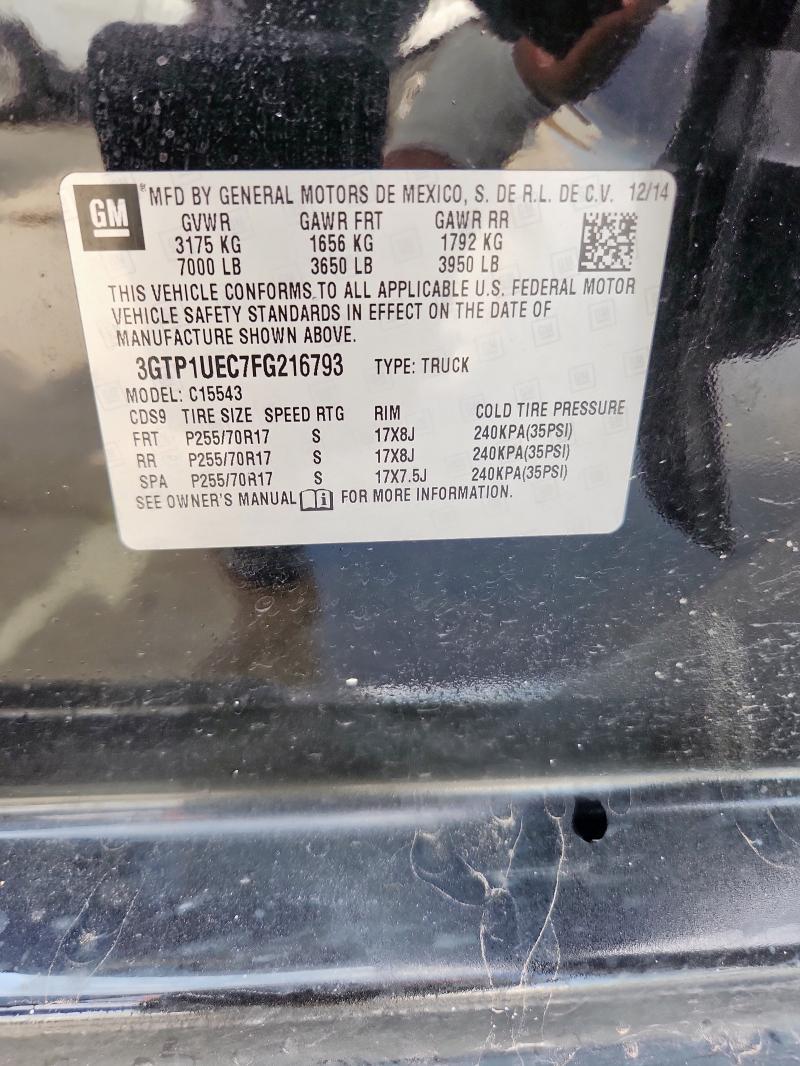 GM ® MFD BY GENERAL MOTORS DE MEXICO, S. DE R.L. DE C.V. 12/14
GVWR GAWR FRT GAWR RR
3175 KG 1656 KG 1792 KG
7000 LB 3650 LB 3950 LB
THIS VEHICLE CONFORMS TO ALL APPLICABLE U.S. FEDERAL MOTOR
VEHICLE SAFETY STANDARDS IN EFFECT ON THE DATE OF
MANUFACTURE SHOWN ABOVE.
3GTP1UEC7FG216793 TYPE: TRUCK
MODEL: C15543
CDS9 TIRE SIZE SPEED RTG RIM COLD TIRE PRESSURE
FRT P255/70R17 S 17X8J 240KPA(35PSI)
RR P255/70R17 S 17X8J 240KPA(35PSI)
SPA P255/70R17 S 17X7.5J 240KPA(35PSI)
SEE OWNER'S MANUAL FOR MORE INFORMATION.